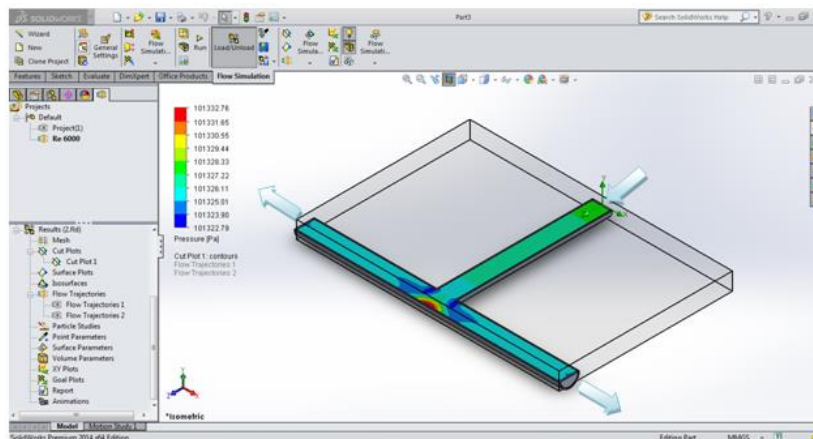 SOLIDWORKS
Part3
Search SolidWorks Help
Wizard
New
Clone Project
General Settings
Flow Simulati...
Run
Load/Unload
Flow Simula...
Flow Simulati...
Features Sketch Evaluate DimXpert Office Products Flow Simulation
Projects
Default
Project(1)
Re 6000
Results (2.fld)
Mesh
Cut Plots
Cut Plot 1
Surface Plots
Isosurfaces
Flow Trajectories
Flow Trajectories 1
Flow Trajectories 2
Particle Studies
Point Parameters
Surface Parameters
Volume Parameters
XY Plots
Goal Plots
Report
Animations
101332.76
101331.65
101330.55
101329.44
101328.33
101327.22
101326.11
101325.01
101323.90
101322.79
Pressure [Pa]
Cut Plot 1: contours
Flow Trajectories 1
Flow Trajectories 2
Y
X
*Isometric
Model Motion Study 1
SolidWorks Premium 2014 x64 Edition
Editing Part
MMGS